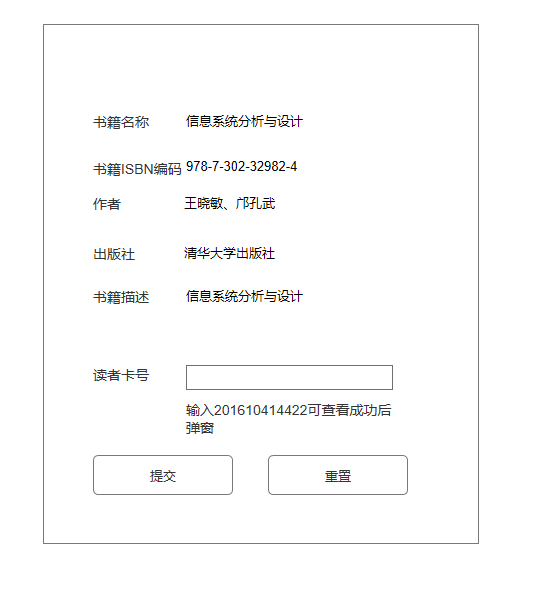 书籍名称 信息系统分析与设计
书籍ISBN编码 978-7-302-32982-4
作者 王晓敏、邝孔武
出版社 清华大学出版社
书籍描述 信息系统分析与设计
读者卡号
输入201610414422可查看成功后
弹窗
提交 重置